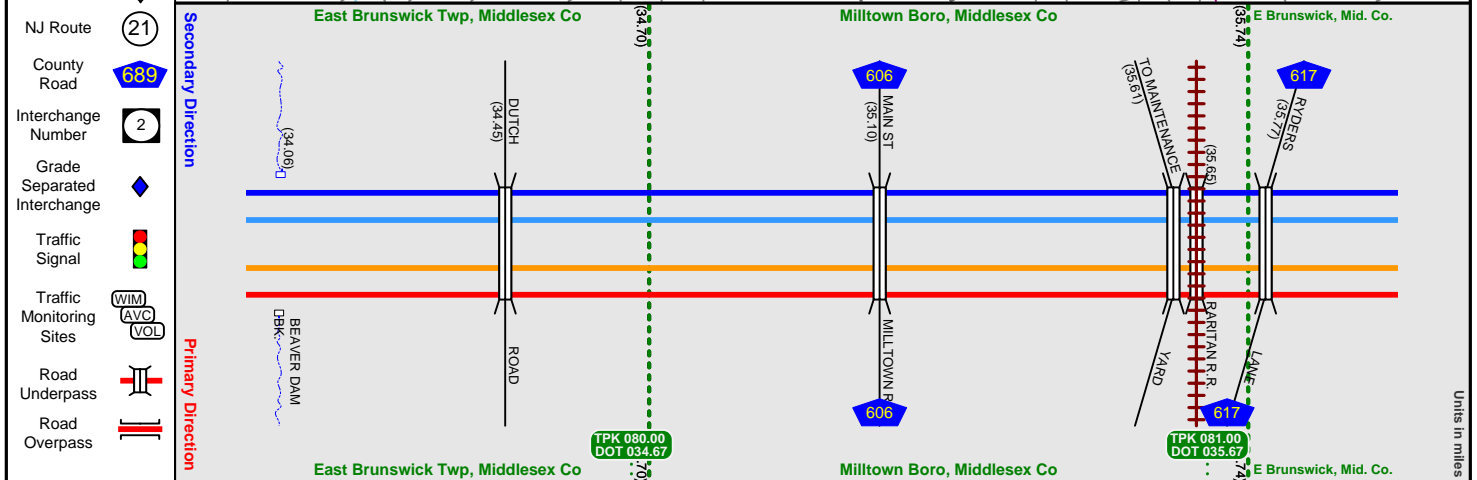 NJ Route
21
County
Road
689
Interchange
Number
2
Grade
Separated
Interchange
Traffic
Signal
Traffic
Monitoring
Sites
WIM
AVC
VOL
Road
Underpass
Road
Overpass
Secondary Direction
Primary Direction
East Brunswick Twp, Middlesex Co
(34.70)
Milltown Boro, Middlesex Co
(35.74)
E Brunswick, Mid. Co.
(34.06)
DUTCH
(34.45)
606
MAIN ST
(35.10)
TO MAINTENANCE
(35.61)
(35.65)
617
RYDERS
(35.77)
BEAVER DAM
BK.
ROAD
MILLTOWN R
606
YARD
RARITAN R.R.
LANE
617
TPK 080.00
DOT 034.67
TPK 081.00
DOT 035.67
East Brunswick Twp, Middlesex Co
.70)
Milltown Boro, Middlesex Co
.74)
E Brunswick, Mid. Co.
Units in miles